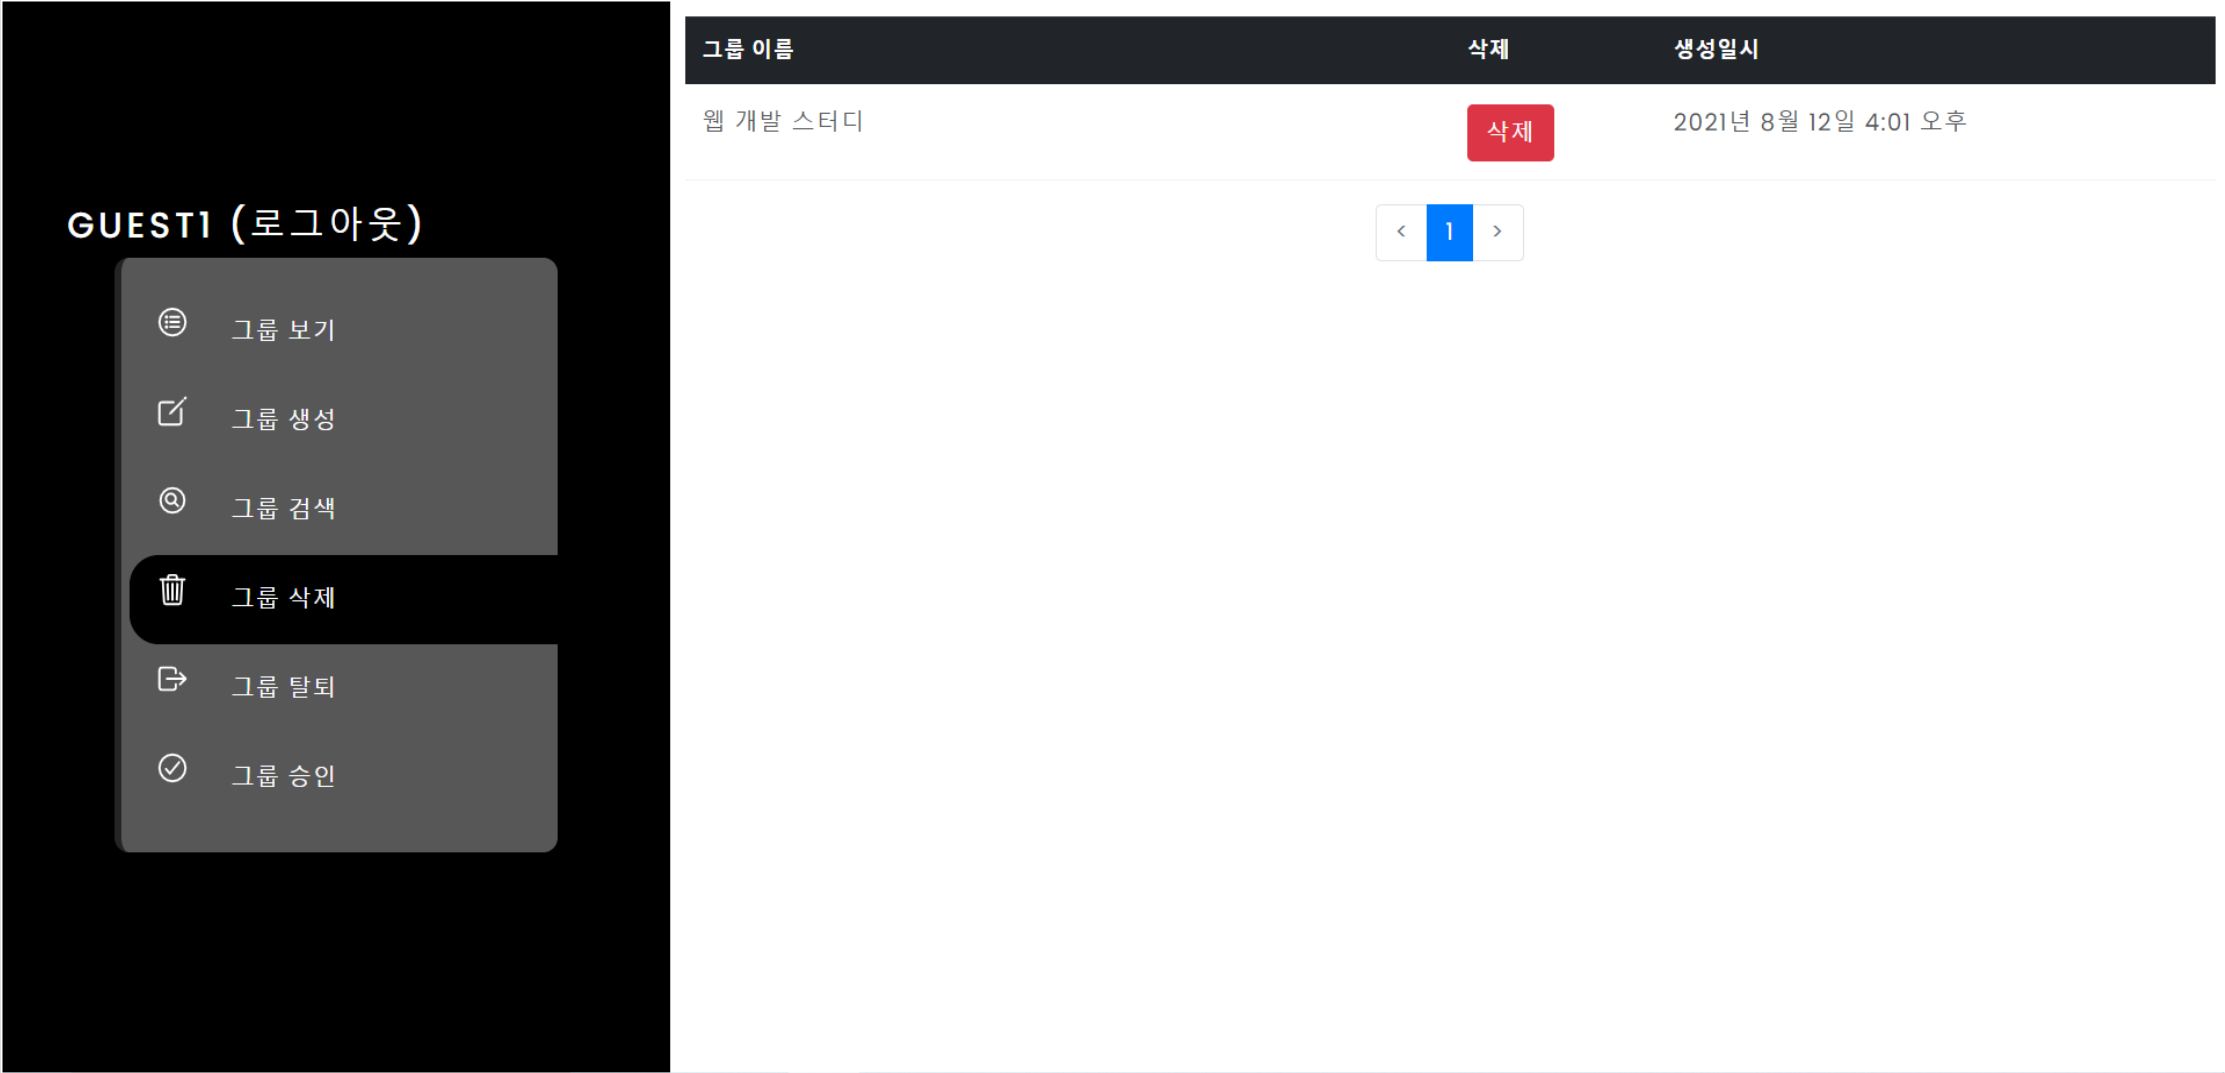 GUEST1 (로그아웃)
그룹 보기
그룹 생성
그룹 검색
그룹 삭제
그룹 탈퇴
그룹 승인
그룹 이름 삭제 생성일시
웹 개발 스터디 삭제 2021년 8월 12일 4:01 오후
< 1 >